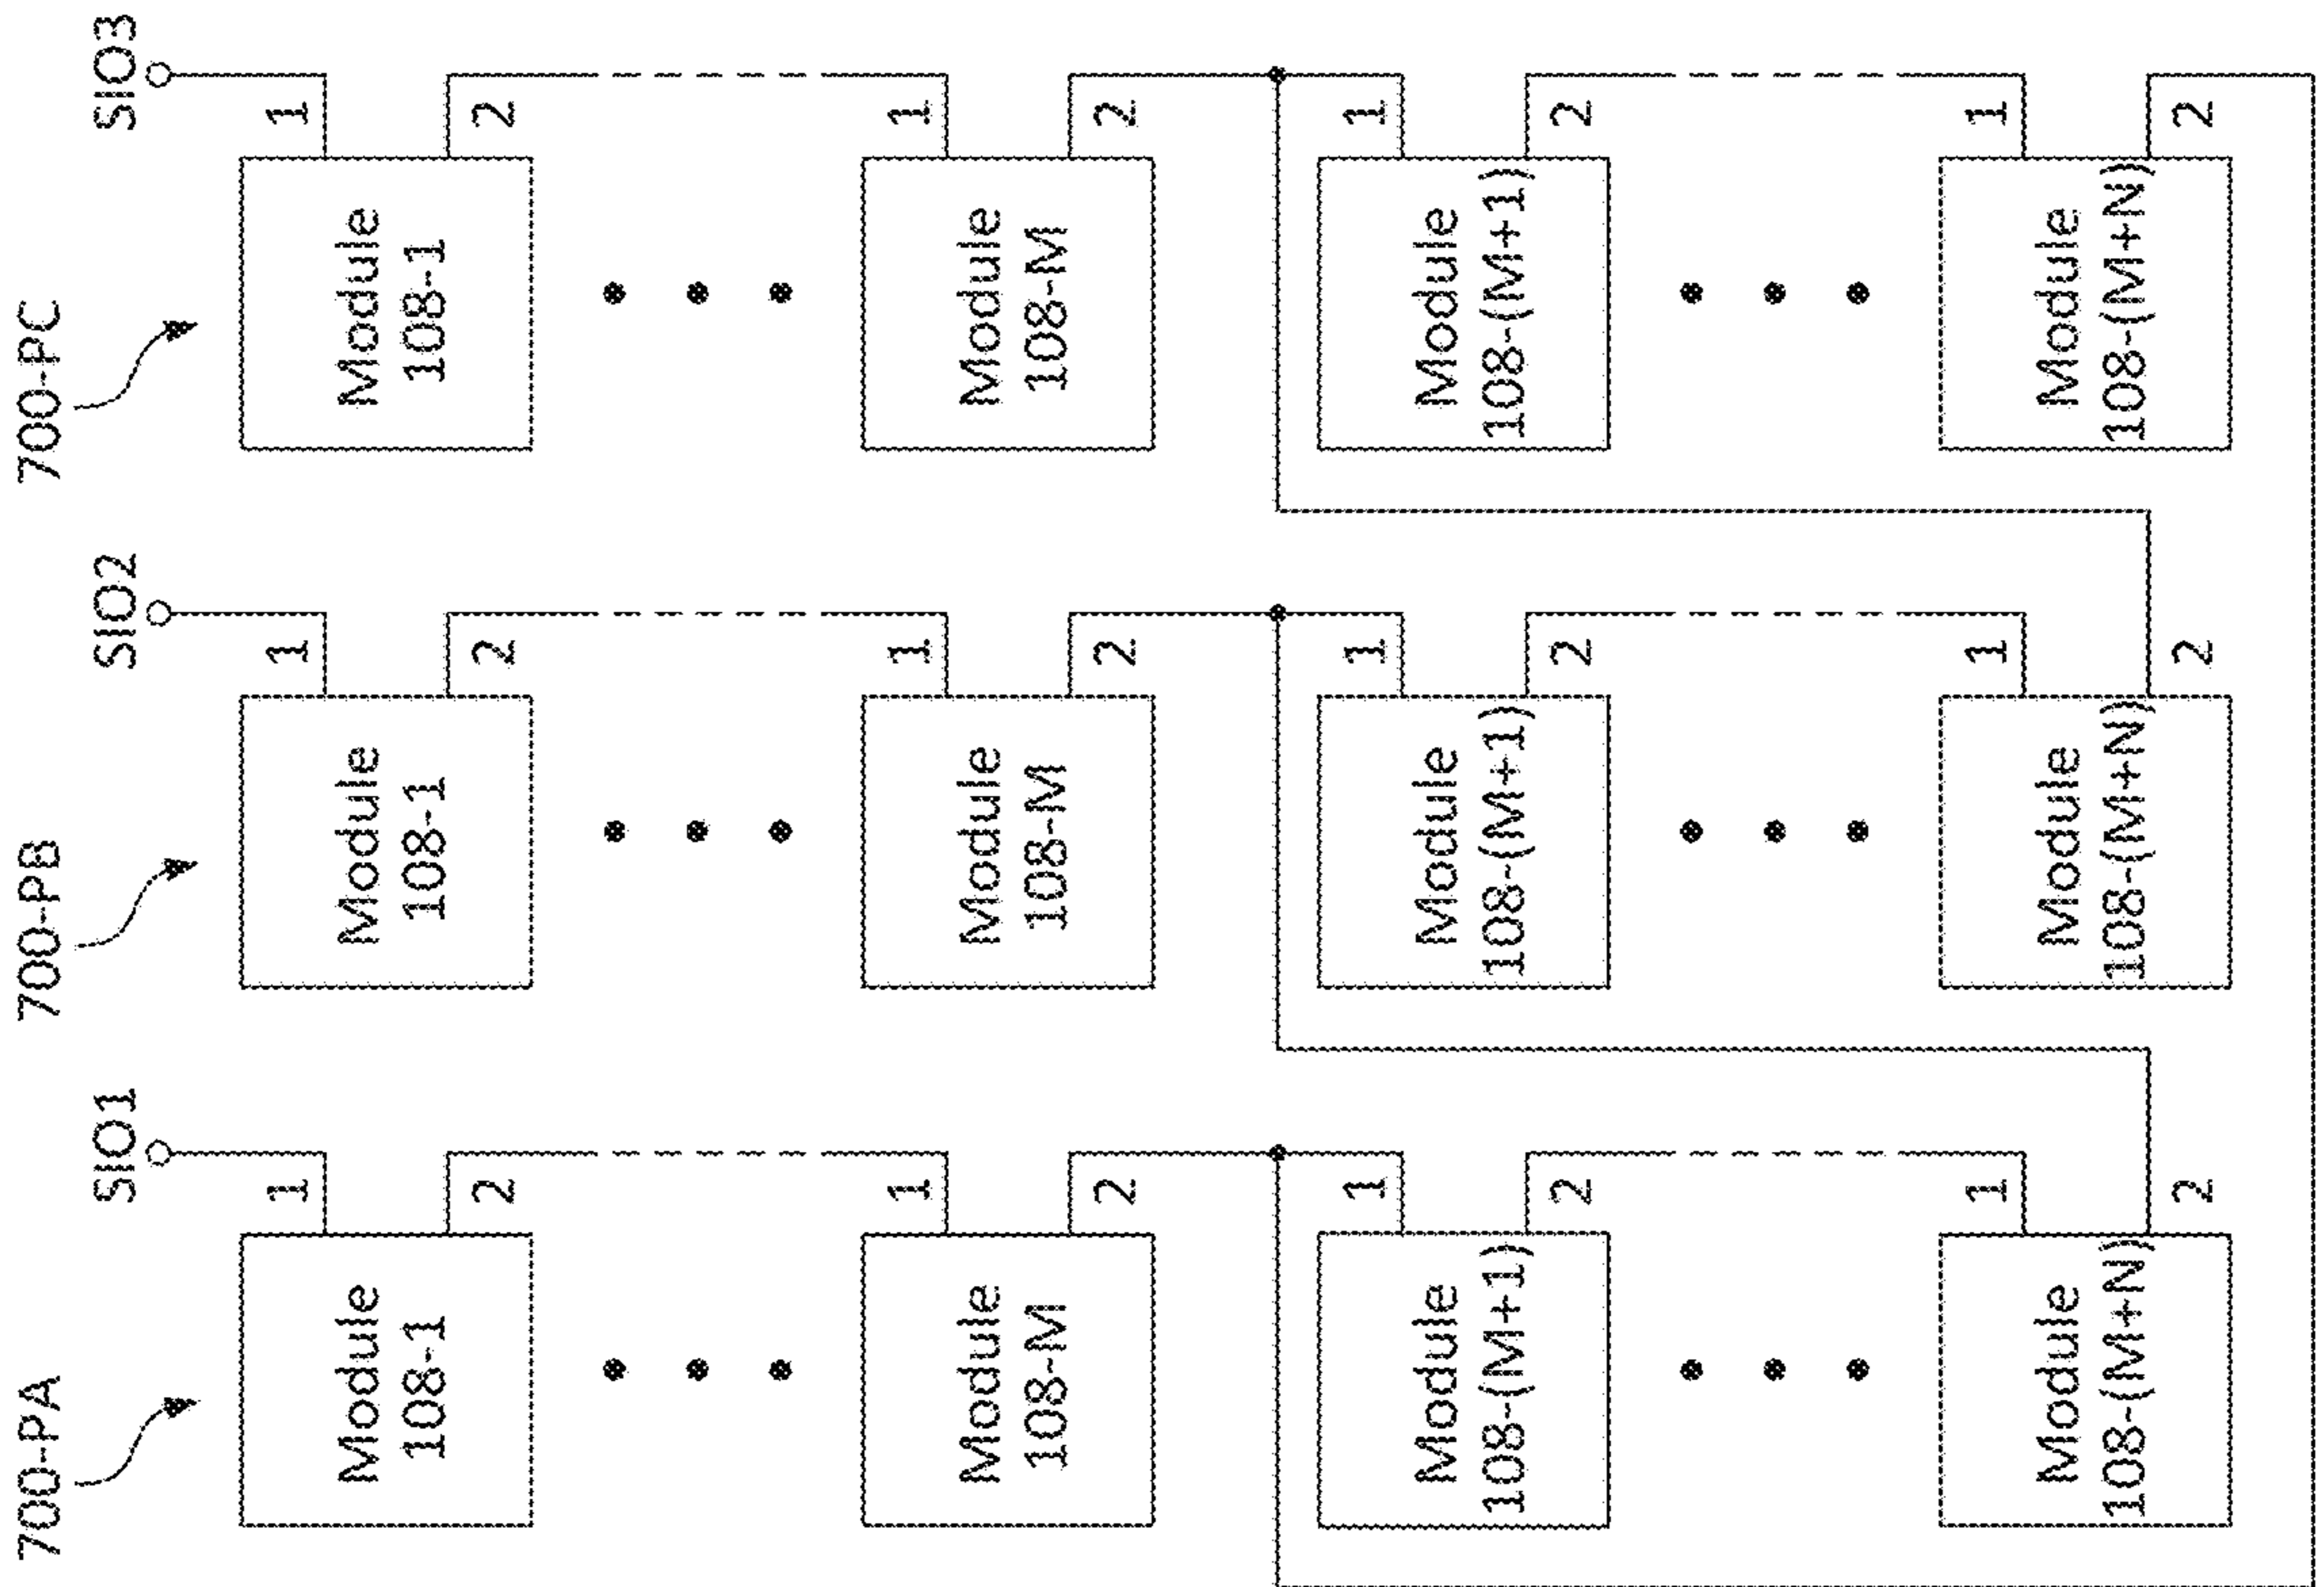 700-PA
700-PB
700-PC
SIO1
SIO2
SIO3
1
1
1
Module
108-1
Module
108-1
Module
108-1
2
2
2
1
1
1
Module
108-M
Module
108-M
Module
108-M
2
2
2
1
1
1
Module
108-(M+1)
Module
108-(M+1)
Module
108-(M+1)
2
2
2
1
1
1
Module
108-(M+N)
Module
108-(M+N)
Module
108-(M+N)
2
2
2